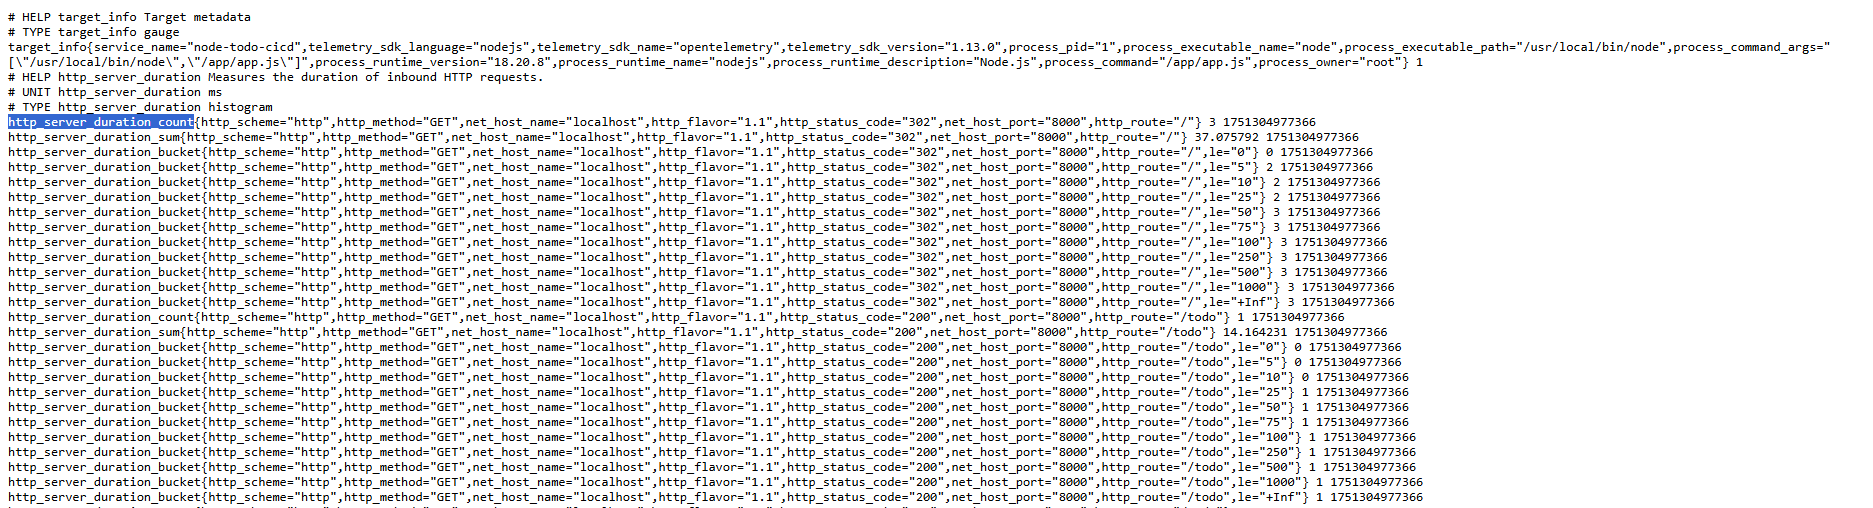 # HELP target_info Target metadata
# TYPE target_info gauge
target_info{service_name="node-todo-cicd",telemetry_sdk_language="nodejs",telemetry_sdk_name="opentelemetry",telemetry_sdk_version="1.13.0",process_pid="1",process_executable_name="node",process_executable_path="/usr/local/bin/node",process_command_args="
[\"/usr/local/bin/node\",\"/app/app.js\"]",process_runtime_version="18.20.8",process_runtime_name="nodejs",process_runtime_description="Node.js",process_command="/app/app.js",process_owner="root"} 1
# HELP http_server_duration Measures the duration of inbound HTTP requests.
# UNIT http_server_duration ms
# TYPE http_server_duration histogram
http_server_duration_count{http_scheme="http",http_method="GET",net_host_name="localhost",http_flavor="1.1",http_status_code="302",net_host_port="8000",http_route="/"} 3 1751304977366
http_server_duration_sum{http_scheme="http",http_method="GET",net_host_name="localhost",http_flavor="1.1",http_status_code="302",net_host_port="8000",http_route="/"} 37.075792 1751304977366
http_server_duration_bucket{http_scheme="http",http_method="GET",net_host_name="localhost",http_flavor="1.1",http_status_code="302",net_host_port="8000",http_route="/",le="0"} 0 1751304977366
http_server_duration_bucket{http_scheme="http",http_method="GET",net_host_name="localhost",http_flavor="1.1",http_status_code="302",net_host_port="8000",http_route="/",le="5"} 2 1751304977366
http_server_duration_bucket{http_scheme="http",http_method="GET",net_host_name="localhost",http_flavor="1.1",http_status_code="302",net_host_port="8000",http_route="/",le="10"} 2 1751304977366
http_server_duration_bucket{http_scheme="http",http_method="GET",net_host_name="localhost",http_flavor="1.1",http_status_code="302",net_host_port="8000",http_route="/",le="25"} 2 1751304977366
http_server_duration_bucket{http_scheme="http",http_method="GET",net_host_name="localhost",http_flavor="1.1",http_status_code="302",net_host_port="8000",http_route="/",le="50"} 3 1751304977366
http_server_duration_bucket{http_scheme="http",http_method="GET",net_host_name="localhost",http_flavor="1.1",http_status_code="302",net_host_port="8000",http_route="/",le="75"} 3 1751304977366
http_server_duration_bucket{http_scheme="http",http_method="GET",net_host_name="localhost",http_flavor="1.1",http_status_code="302",net_host_port="8000",http_route="/",le="100"} 3 1751304977366
http_server_duration_bucket{http_scheme="http",http_method="GET",net_host_name="localhost",http_flavor="1.1",http_status_code="302",net_host_port="8000",http_route="/",le="250"} 3 1751304977366
http_server_duration_bucket{http_scheme="http",http_method="GET",net_host_name="localhost",http_flavor="1.1",http_status_code="302",net_host_port="8000",http_route="/",le="500"} 3 1751304977366
http_server_duration_bucket{http_scheme="http",http_method="GET",net_host_name="localhost",http_flavor="1.1",http_status_code="302",net_host_port="8000",http_route="/",le="1000"} 3 1751304977366
http_server_duration_bucket{http_scheme="http",http_method="GET",net_host_name="localhost",http_flavor="1.1",http_status_code="302",net_host_port="8000",http_route="/",le="+Inf"} 3 1751304977366
http_server_duration_count{http_scheme="http",http_method="GET",net_host_name="localhost",http_flavor="1.1",http_status_code="200",net_host_port="8000",http_route="/todo"} 1 1751304977366
http_server_duration_sum{http_scheme="http",http_method="GET",net_host_name="localhost",http_flavor="1.1",http_status_code="200",net_host_port="8000",http_route="/todo"} 14.164231 1751304977366
http_server_duration_bucket{http_scheme="http",http_method="GET",net_host_name="localhost",http_flavor="1.1",http_status_code="200",net_host_port="8000",http_route="/todo",le="0"} 0 1751304977366
http_server_duration_bucket{http_scheme="http",http_method="GET",net_host_name="localhost",http_flavor="1.1",http_status_code="200",net_host_port="8000",http_route="/todo",le="5"} 0 1751304977366
http_server_duration_bucket{http_scheme="http",http_method="GET",net_host_name="localhost",http_flavor="1.1",http_status_code="200",net_host_port="8000",http_route="/todo",le="10"} 0 1751304977366
http_server_duration_bucket{http_scheme="http",http_method="GET",net_host_name="localhost",http_flavor="1.1",http_status_code="200",net_host_port="8000",http_route="/todo",le="25"} 1 1751304977366
http_server_duration_bucket{http_scheme="http",http_method="GET",net_host_name="localhost",http_flavor="1.1",http_status_code="200",net_host_port="8000",http_route="/todo",le="50"} 1 1751304977366
http_server_duration_bucket{http_scheme="http",http_method="GET",net_host_name="localhost",http_flavor="1.1",http_status_code="200",net_host_port="8000",http_route="/todo",le="75"} 1 1751304977366
http_server_duration_bucket{http_scheme="http",http_method="GET",net_host_name="localhost",http_flavor="1.1",http_status_code="200",net_host_port="8000",http_route="/todo",le="100"} 1 1751304977366
http_server_duration_bucket{http_scheme="http",http_method="GET",net_host_name="localhost",http_flavor="1.1",http_status_code="200",net_host_port="8000",http_route="/todo",le="250"} 1 1751304977366
http_server_duration_bucket{http_scheme="http",http_method="GET",net_host_name="localhost",http_flavor="1.1",http_status_code="200",net_host_port="8000",http_route="/todo",le="500"} 1 1751304977366
http_server_duration_bucket{http_scheme="http",http_method="GET",net_host_name="localhost",http_flavor="1.1",http_status_code="200",net_host_port="8000",http_route="/todo",le="1000"} 1 1751304977366
http_server_duration_bucket{http_scheme="http",http_method="GET",net_host_name="localhost",http_flavor="1.1",http_status_code="200",net_host_port="8000",http_route="/todo",le="+Inf"} 1 1751304977366